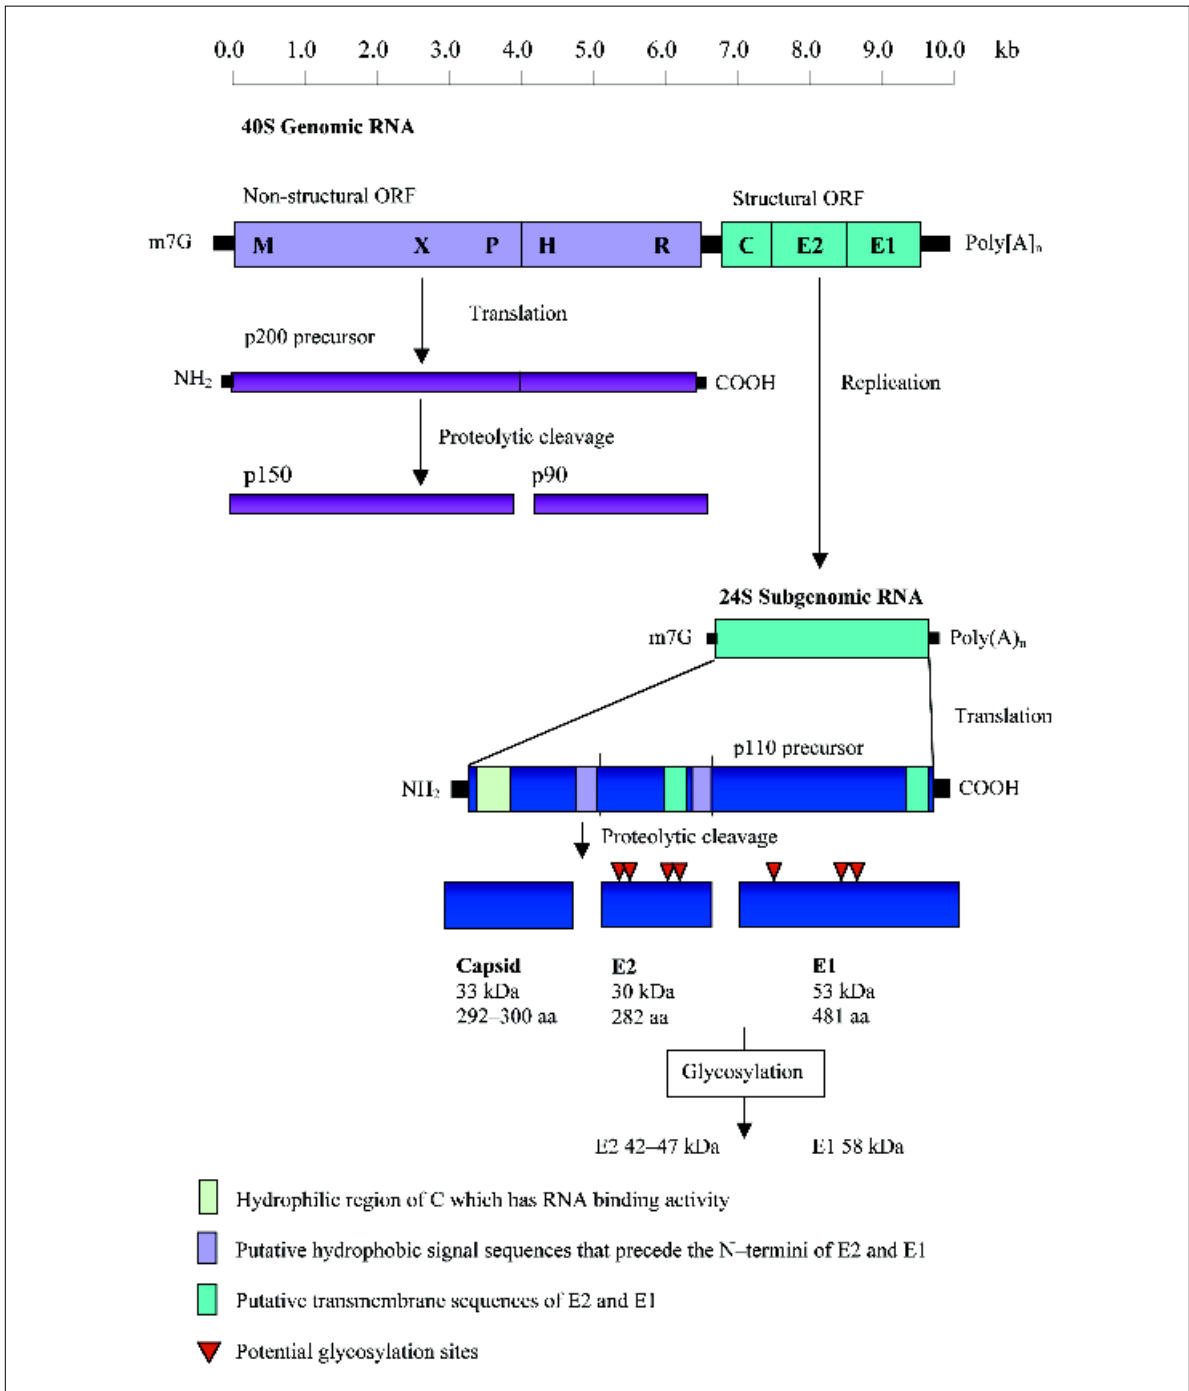 0.0 1.0 2.0 3.0 4.0 5.0 6.0 7.0 8.0 9.0 10.0 kb
40S Genomic RNA
Non-structural ORF
Structural ORF
m7G M X P H R C E2 E1 Poly[A]n
Translation
p200 precursor
NH2 COOH
Replication
Proteolytic cleavage
p150 p90
24S Subgenomic RNA
m7G Poly(A)n
Translation
p110 precursor
NH2 COOH
Proteolytic cleavage
Capsid E2 E1
33 kDa 30 kDa 53 kDa
292–300 aa 282 aa 481 aa
Glycosylation
E2 42–47 kDa E1 58 kDa
Hydrophilic region of C which has RNA binding activity
Putative hydrophobic signal sequences that precede the N–termini of E2 and E1
Putative transmembrane sequences of E2 and E1
Potential glycosylation sites